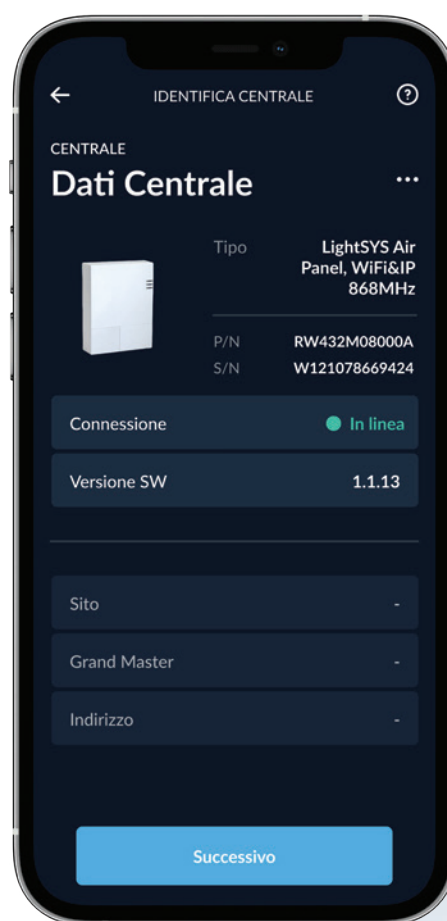 IDENTIFICA CENTRALE
CENTRALE
Dati Centrale
Tipo
LightSYS Air
Panel, WiFi&IP
868MHz
P/N RW432M08000A
S/N W121078669424
Connessione In linea
Versione SW 1.1.13
Sito -
Grand Master -
Indirizzo -
Successivo